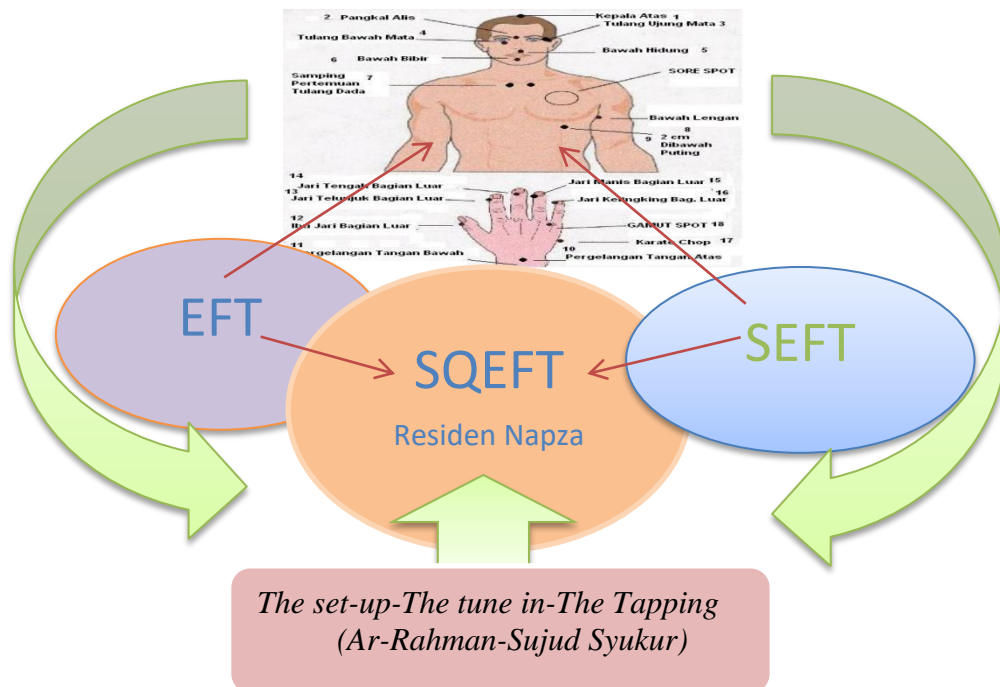 2 Pangkal Alis
Kepala Atas 1
Tulang Ujung Mata 3
4
Tulang Bawah Mata
Bawah Hidung 5
6
Bawah Bibir
Samping 7
Pertemuan
Tulang Dada
SORE SPOT
Bawah Lengan
8
9 2 cm
Dibawah
Puting
14
Jari Tengah Bagian Luar
Jari Manis Bagian Luar 15
13
Jari Telunjuk Bagian Luar
16
Jari Kelingking Bag. Luar
12
Ibu Jari Bagian Luar
GAMUT SPOT 18
11
Karate Chop 17
Pergelangan Tangan Bawah
10
Pergelangan Tangan Atas
EFT
SEFT
SQEFT
Residen Napza
The set-up-The tune in-The Tapping
(Ar-Rahman-Sujud Syukur)